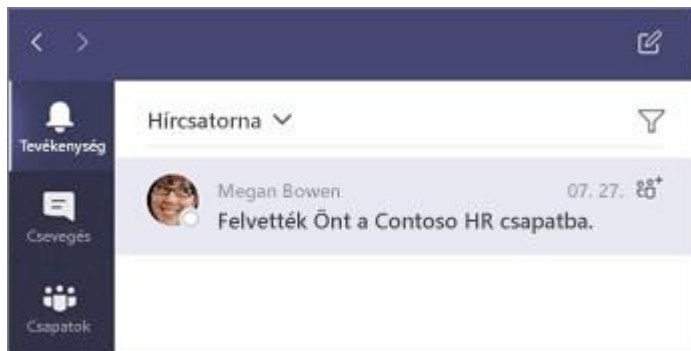 Tevékenység
Csevegés
Csapatok
Hírcsatorna
Megan Bowen 07. 27.
Felvették Önt a Contoso HR csapatba.